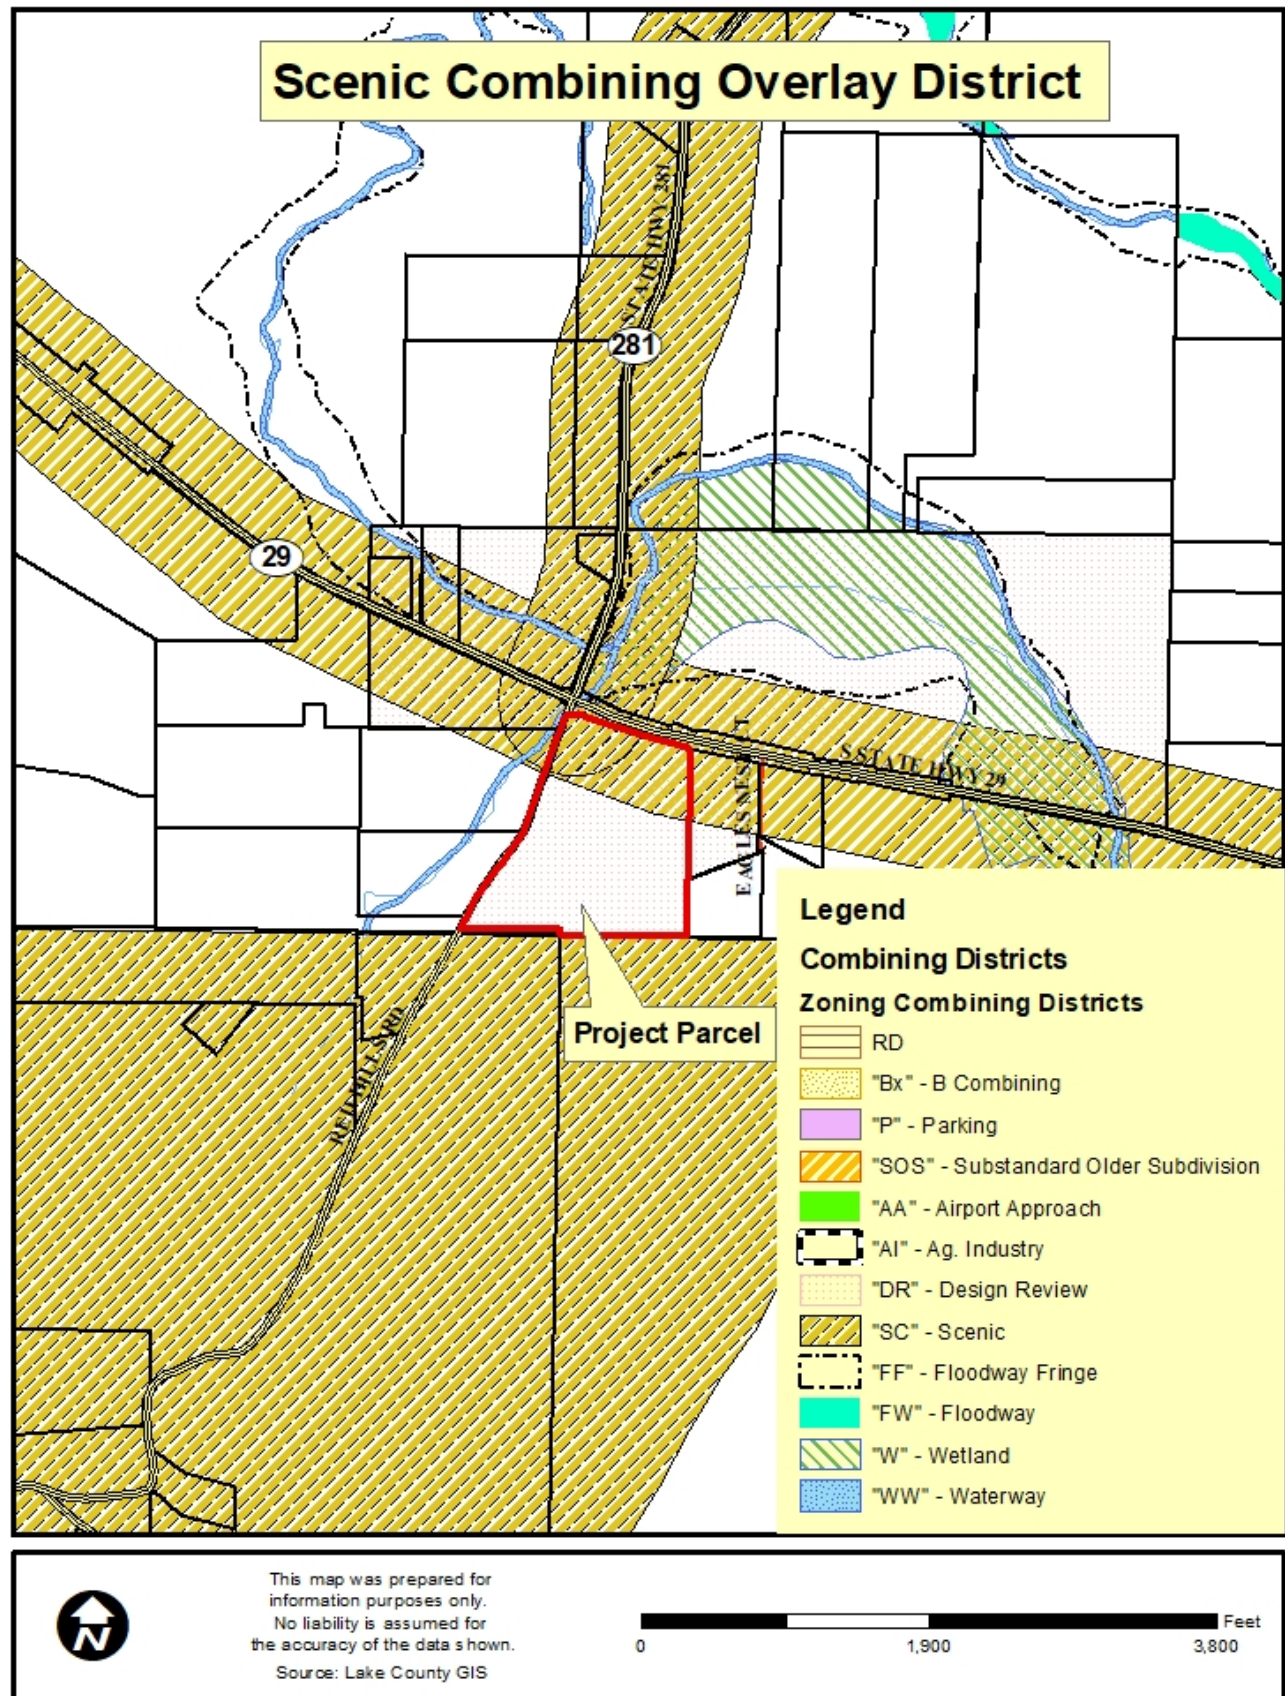 Scenic Combining Overlay District
STATE HWY 281
281
29
S STATE HWY 29
EAGLES NEST CT
RED HILLS RD
Project Parcel
Legend
Combining Districts
Zoning Combining Districts
RD
"Bx" - B Combining
"P" - Parking
"SOS" - Substandard Older Subdivision
"AA" - Airport Approach
"AI" - Ag. Industry
"DR" - Design Review
"SC" - Scenic
"FF" - Floodway Fringe
"FW" - Floodway
"W" - Wetland
"WW" - Waterway
N
This map was prepared for
information purposes only.
No liability is assumed for
the accuracy of the data shown.
Source: Lake County GIS
Feet
0 1,900 3,800